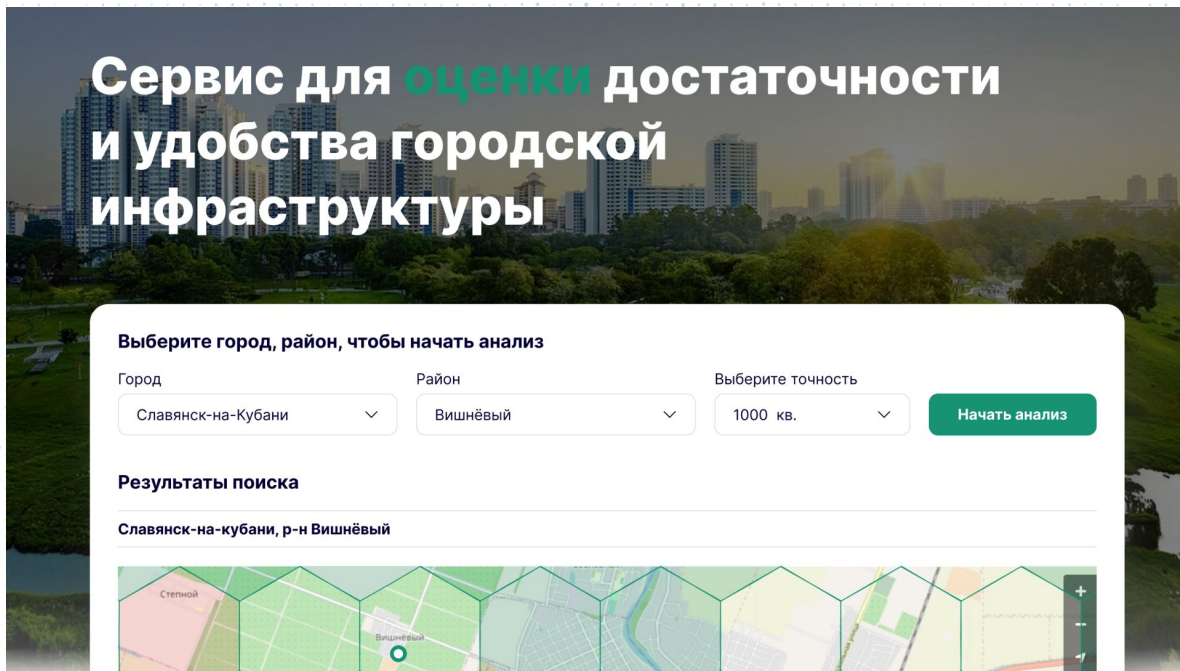 Сервис для оценки достаточности
и удобства городской
инфраструктуры
Выберите город, район, чтобы начать анализ
Город
Район
Выберите точность
Славянск-на-Кубани
Вишнёвый
1000 кв.
Начать анализ
Результаты поиска
Славянск-на-кубани, р-н Вишнёвый
Степной
Вишнёвый